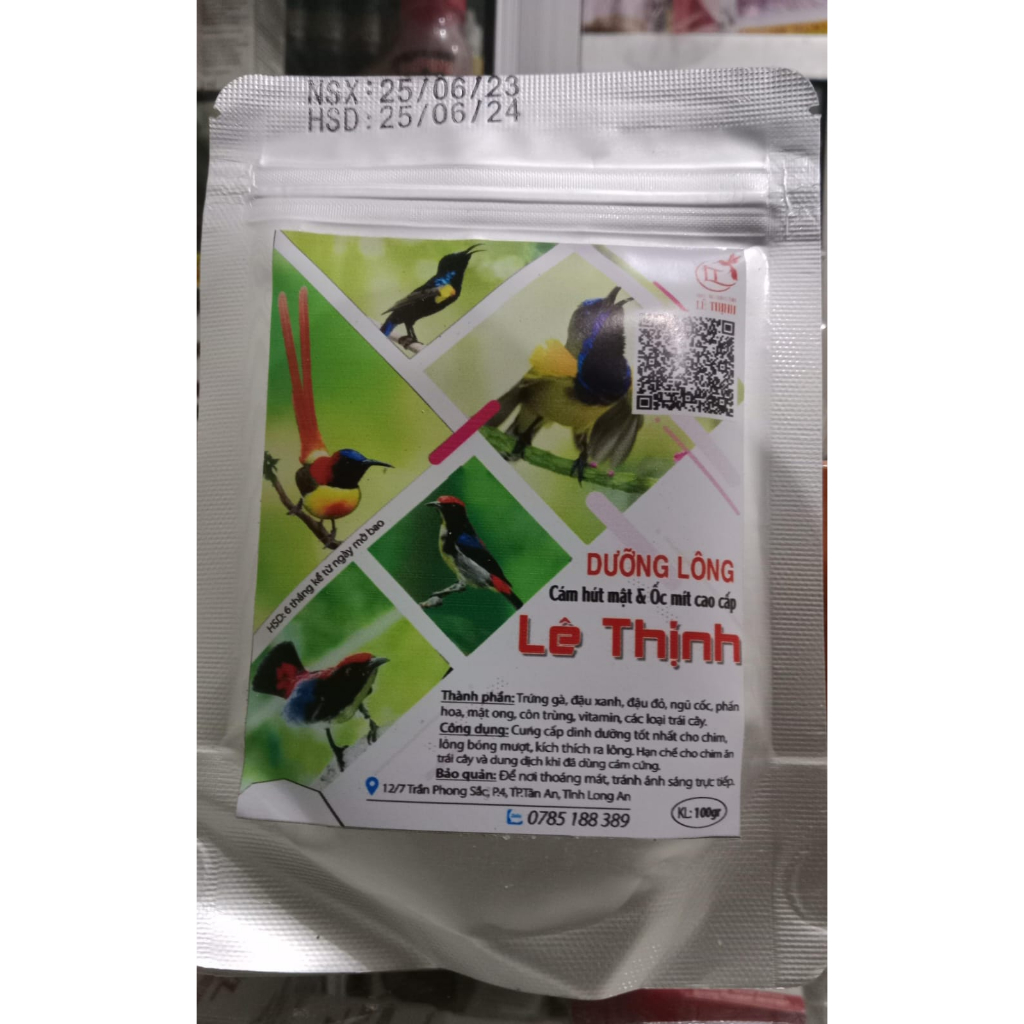 NSX:25/06/23
HSD:25/06/24
LÊ THỊNH
HSD: 6 tháng kể từ ngày mở bao
DƯỠNG LÔNG
Cám hút mật & Ốc mít cao cấp
Lê Thịnh
Thành phần: Trứng gà, đậu xanh, đậu đỏ, ngũ cốc, phấn
hoa, mật ong, côn trùng, vitamin, các loại trái cây.
Công dụng: Cung cấp dinh dưỡng tốt nhất cho chim,
lông bóng mượt, kích thích ra lông. Hạn chế cho chim ăn
trái cây và dung dịch khi đã dùng cám cứng.
Bảo quản: Để nơi thoáng mát, tránh ánh sáng trực tiếp.
12/7 Trần Phong Sắc, P.4, TP.Tân An, Tỉnh Long An
0785 188 389
KL: 100gr